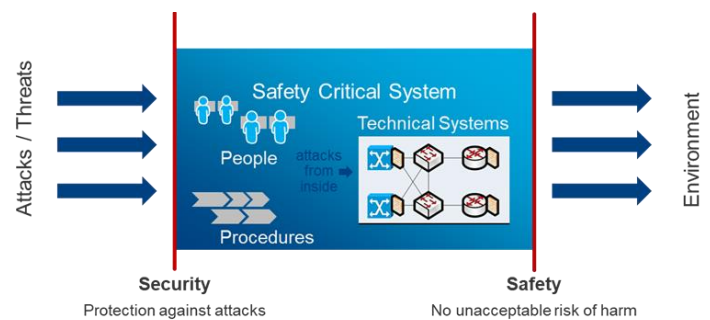 Attacks / Threats
Safety Critical System
Technical Systems
People
attacks
from
inside
Procedures
Environment
Security
Protection against attacks
Safety
No unacceptable risk of harm